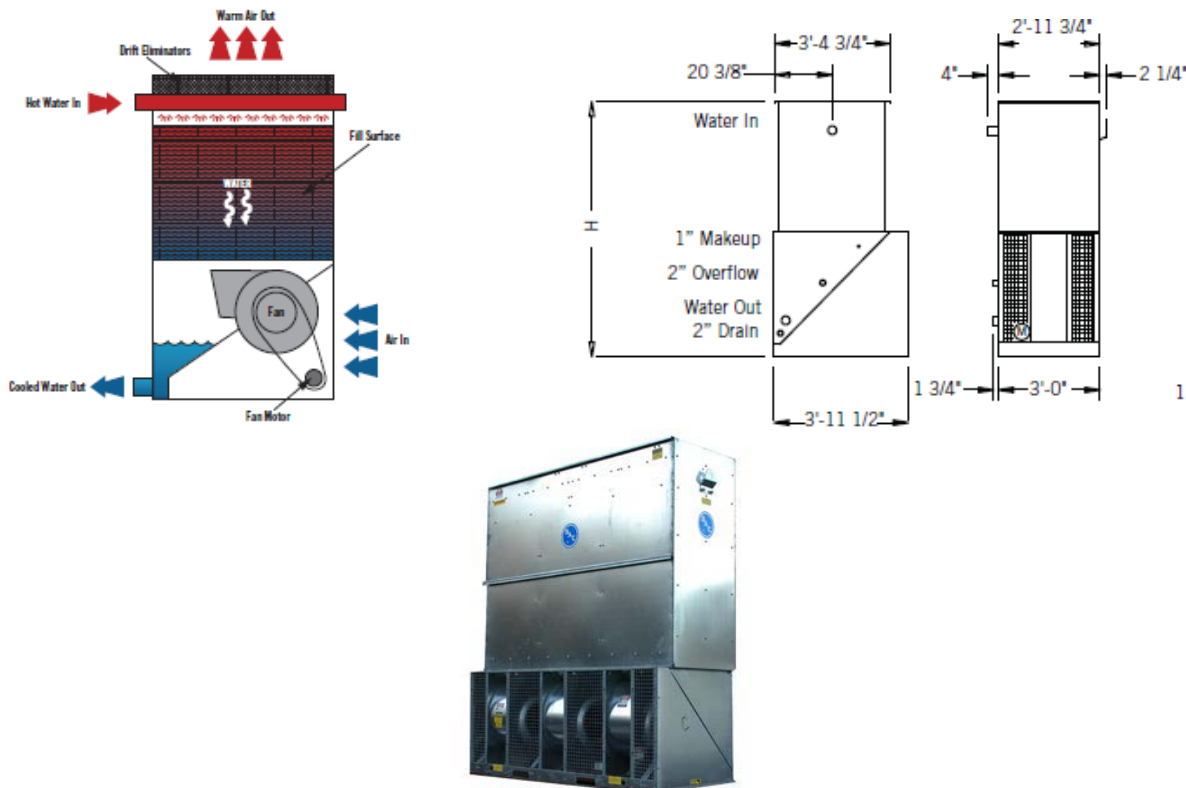 Warm Air Out
Drift Eliminators
Hot Water In
Fill Surface
WATER
Fan
Air In
Cooled Water Out
Fan Motor
3'-4 3/4"
20 3/8"
Water In
H
1" Makeup
2" Overflow
Water Out
2" Drain
3'-11 1/2"
2'-11 3/4"
4"
2 1/4"
M
1 3/4"
3'-0"
1